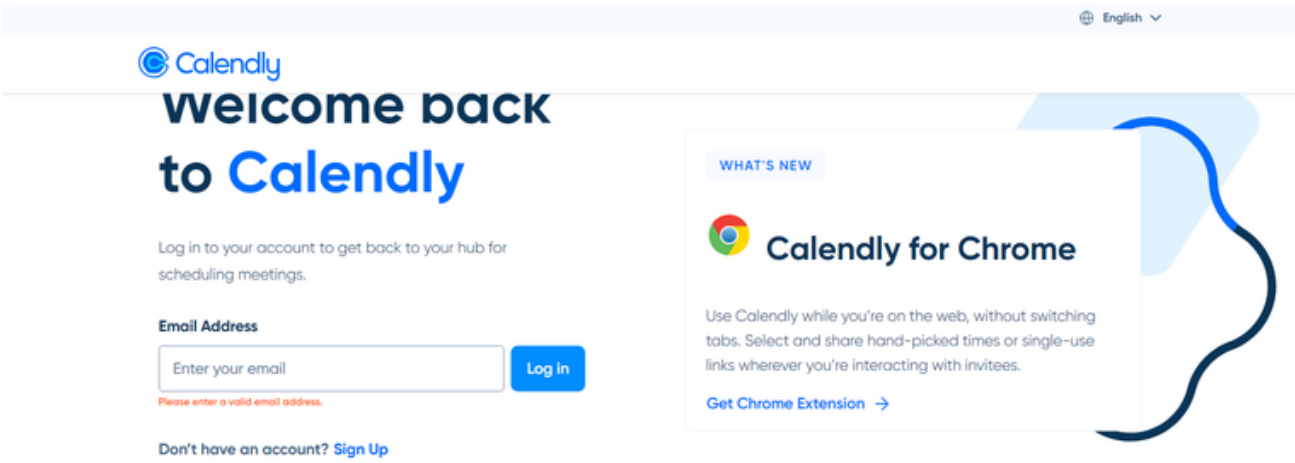 English
Calendly
Welcome back
to Calendly
Log in to your account to get back to your hub for
scheduling meetings.
Email Address
Enter your email
Log in
Please enter a valid email address.
Don't have an account? Sign Up
WHAT'S NEW
Calendly for Chrome
Use Calendly while you're on the web, without switching
tabs. Select and share hand-picked times or single-use
links wherever you're interacting with invitees.
Get Chrome Extension →